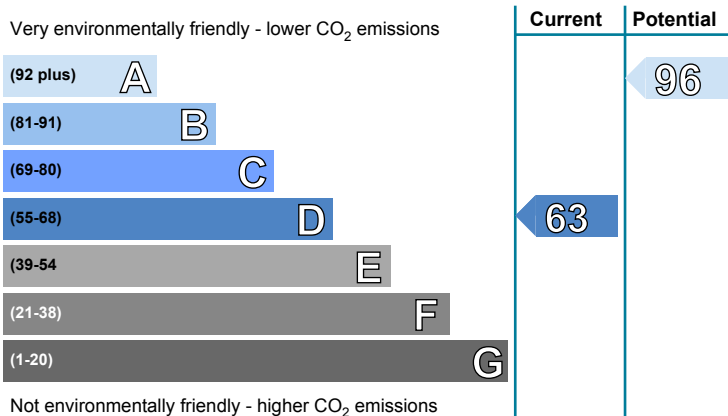 Current Potential
Very environmentally friendly - lower CO2 emissions
(92 plus) A 96
(81-91) B
(69-80) C
(55-68) D 63
(39-54 E
(21-38) F
(1-20) G
Not environmentally friendly - higher CO2 emissions